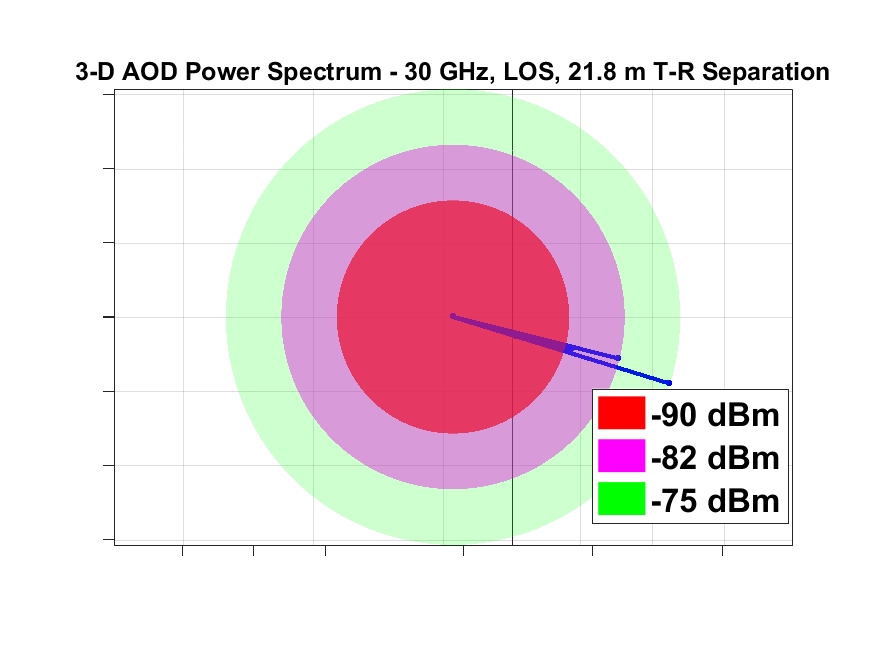 3-D AOD Power Spectrum - 30 GHz, LOS, 21.8 m T-R Separation
-90 dBm
-82 dBm
-75 dBm